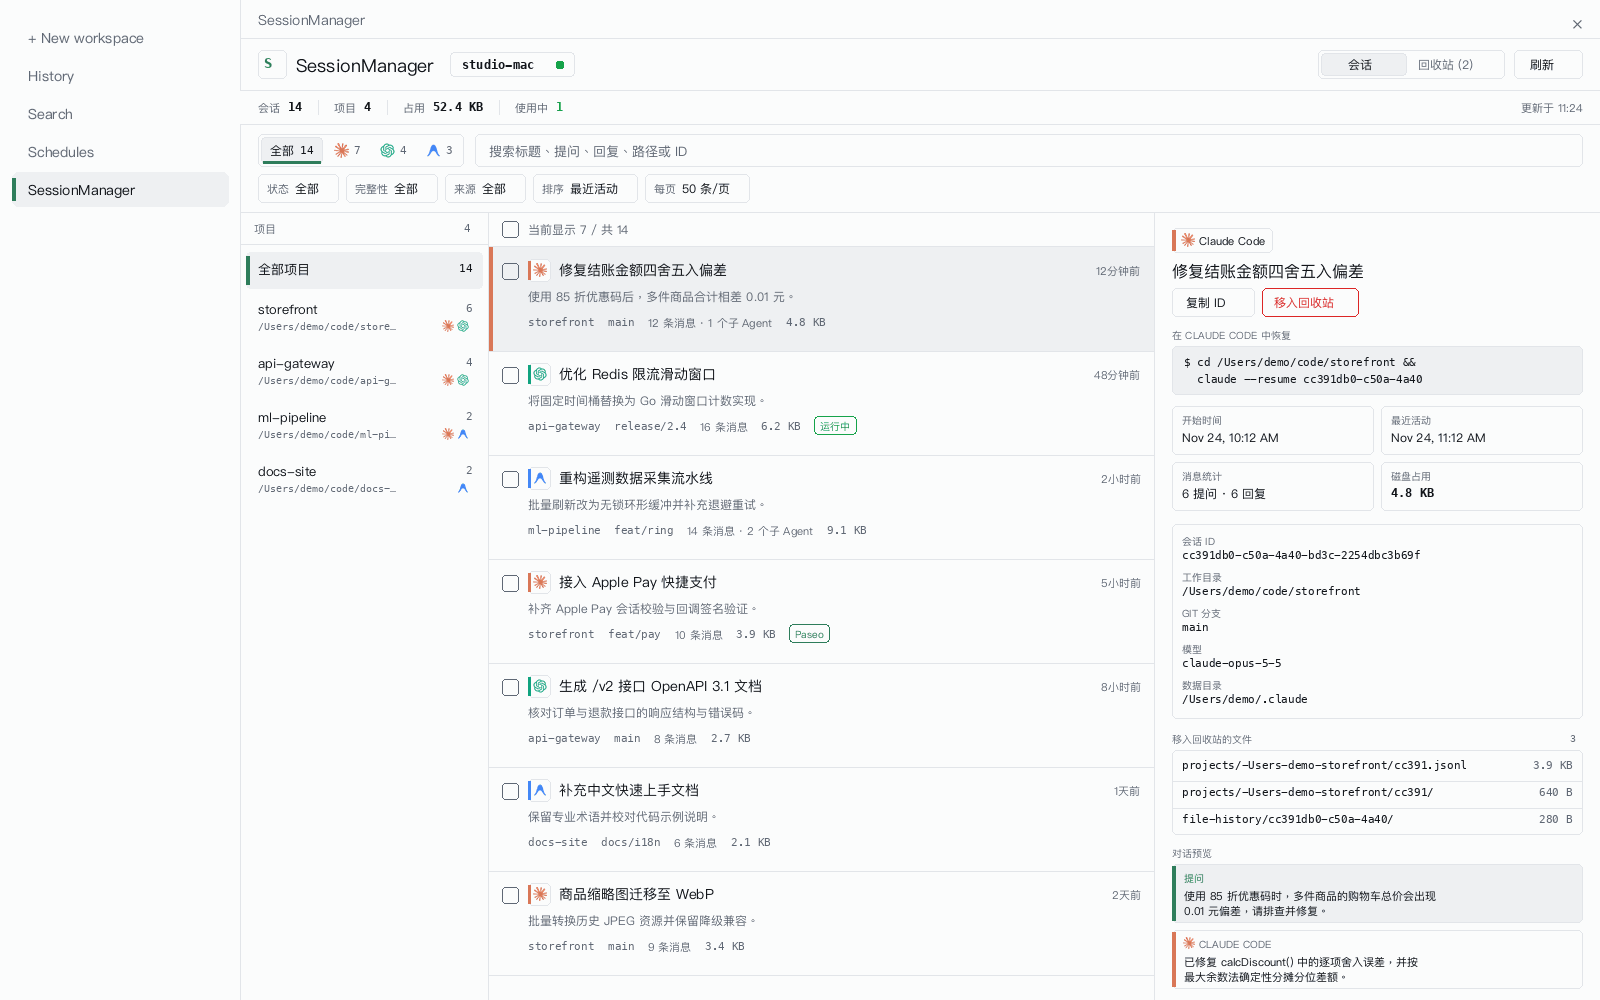 + New workspace
History
Search
Schedules
SessionManager
SessionManager
×
S
SessionManager
studio-mac
会话
回收站 (2)
刷新
会话 14
项目 4
占用 52.4 KB
使用中 1
更新于 11:24
全部 14
7
4
3
搜索标题、提问、回复、路径或 ID
状态 全部
完整性 全部
来源 全部
排序 最近活动
每页 50 条/页
项目 4
全部项目 14
storefront 6
/Users/demo/code/store…
api-gateway 4
/Users/demo/code/api-g…
ml-pipeline 2
/Users/demo/code/ml-pi…
docs-site 2
/Users/demo/code/docs-…
当前显示 7 / 共 14
修复结账金额四舍五入偏差 12分钟前
使用 85 折优惠码后，多件商品合计相差 0.01 元。
storefront main 12 条消息 · 1 个子 Agent 4.8 KB
优化 Redis 限流滑动窗口 48分钟前
将固定时间桶替换为 Go 滑动窗口计数实现。
api-gateway release/2.4 16 条消息 6.2 KB 运行中
重构遥测数据采集流水线 2小时前
批量刷新改为无锁环形缓冲并补充退避重试。
ml-pipeline feat/ring 14 条消息 · 2 个子 Agent 9.1 KB
接入 Apple Pay 快捷支付 5小时前
补齐 Apple Pay 会话校验与回调签名验证。
storefront feat/pay 10 条消息 3.9 KB Paseo
生成 /v2 接口 OpenAPI 3.1 文档 8小时前
核对订单与退款接口的响应结构与错误码。
api-gateway main 8 条消息 2.7 KB
补充中文快速上手文档 1天前
保留专业术语并校对代码示例说明。
docs-site docs/i18n 6 条消息 2.1 KB
商品缩略图迁移至 WebP 2天前
批量转换历史 JPEG 资源并保留降级兼容。
storefront main 9 条消息 3.4 KB
Claude Code
修复结账金额四舍五入偏差
复制 ID
移入回收站
在 CLAUDE CODE 中恢复
$ cd /Users/demo/code/storefront &&
claude --resume cc391db0-c50a-4a40
开始时间
Nov 24, 10:12 AM
最近活动
Nov 24, 11:12 AM
消息统计
6 提问 · 6 回复
磁盘占用
4.8 KB
会话 ID
cc391db0-c50a-4a40-bd3c-2254dbc3b69f
工作目录
/Users/demo/code/storefront
GIT 分支
main
模型
claude-opus-5-5
数据目录
/Users/demo/.claude
移入回收站的文件 3
projects/-Users-demo-storefront/cc391.jsonl 3.9 KB
projects/-Users-demo-storefront/cc391/ 640 B
file-history/cc391db0-c50a-4a40/ 280 B
对话预览
提问
使用 85 折优惠码时，多件商品的购物车总价会出现
0.01 元偏差，请排查并修复。
CLAUDE CODE
已修复 calcDiscount() 中的逐项舍入误差，并按
最大余数法确定性分摊分位差额。